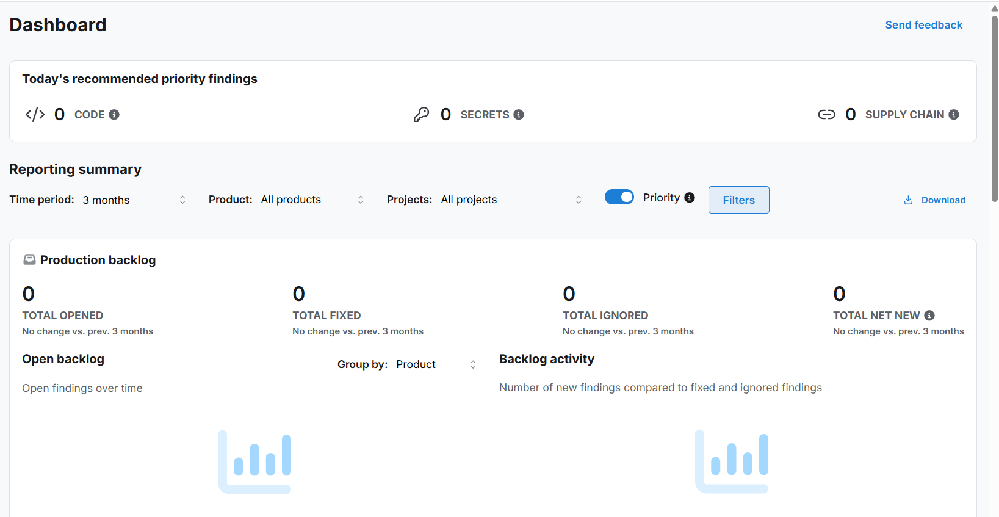 Dashboard
Send feedback
Today's recommended priority findings
0 CODE
0 SECRETS
0 SUPPLY CHAIN
Reporting summary
Time period: 3 months
Product: All products
Projects: All projects
Priority
Filters
Download
Production backlog
0
TOTAL OPENED
No change vs. prev. 3 months
0
TOTAL FIXED
No change vs. prev. 3 months
0
TOTAL IGNORED
No change vs. prev. 3 months
0
TOTAL NET NEW
No change vs. prev. 3 months
Open backlog
Group by: Product
Open findings over time
Backlog activity
Number of new findings compared to fixed and ignored findings